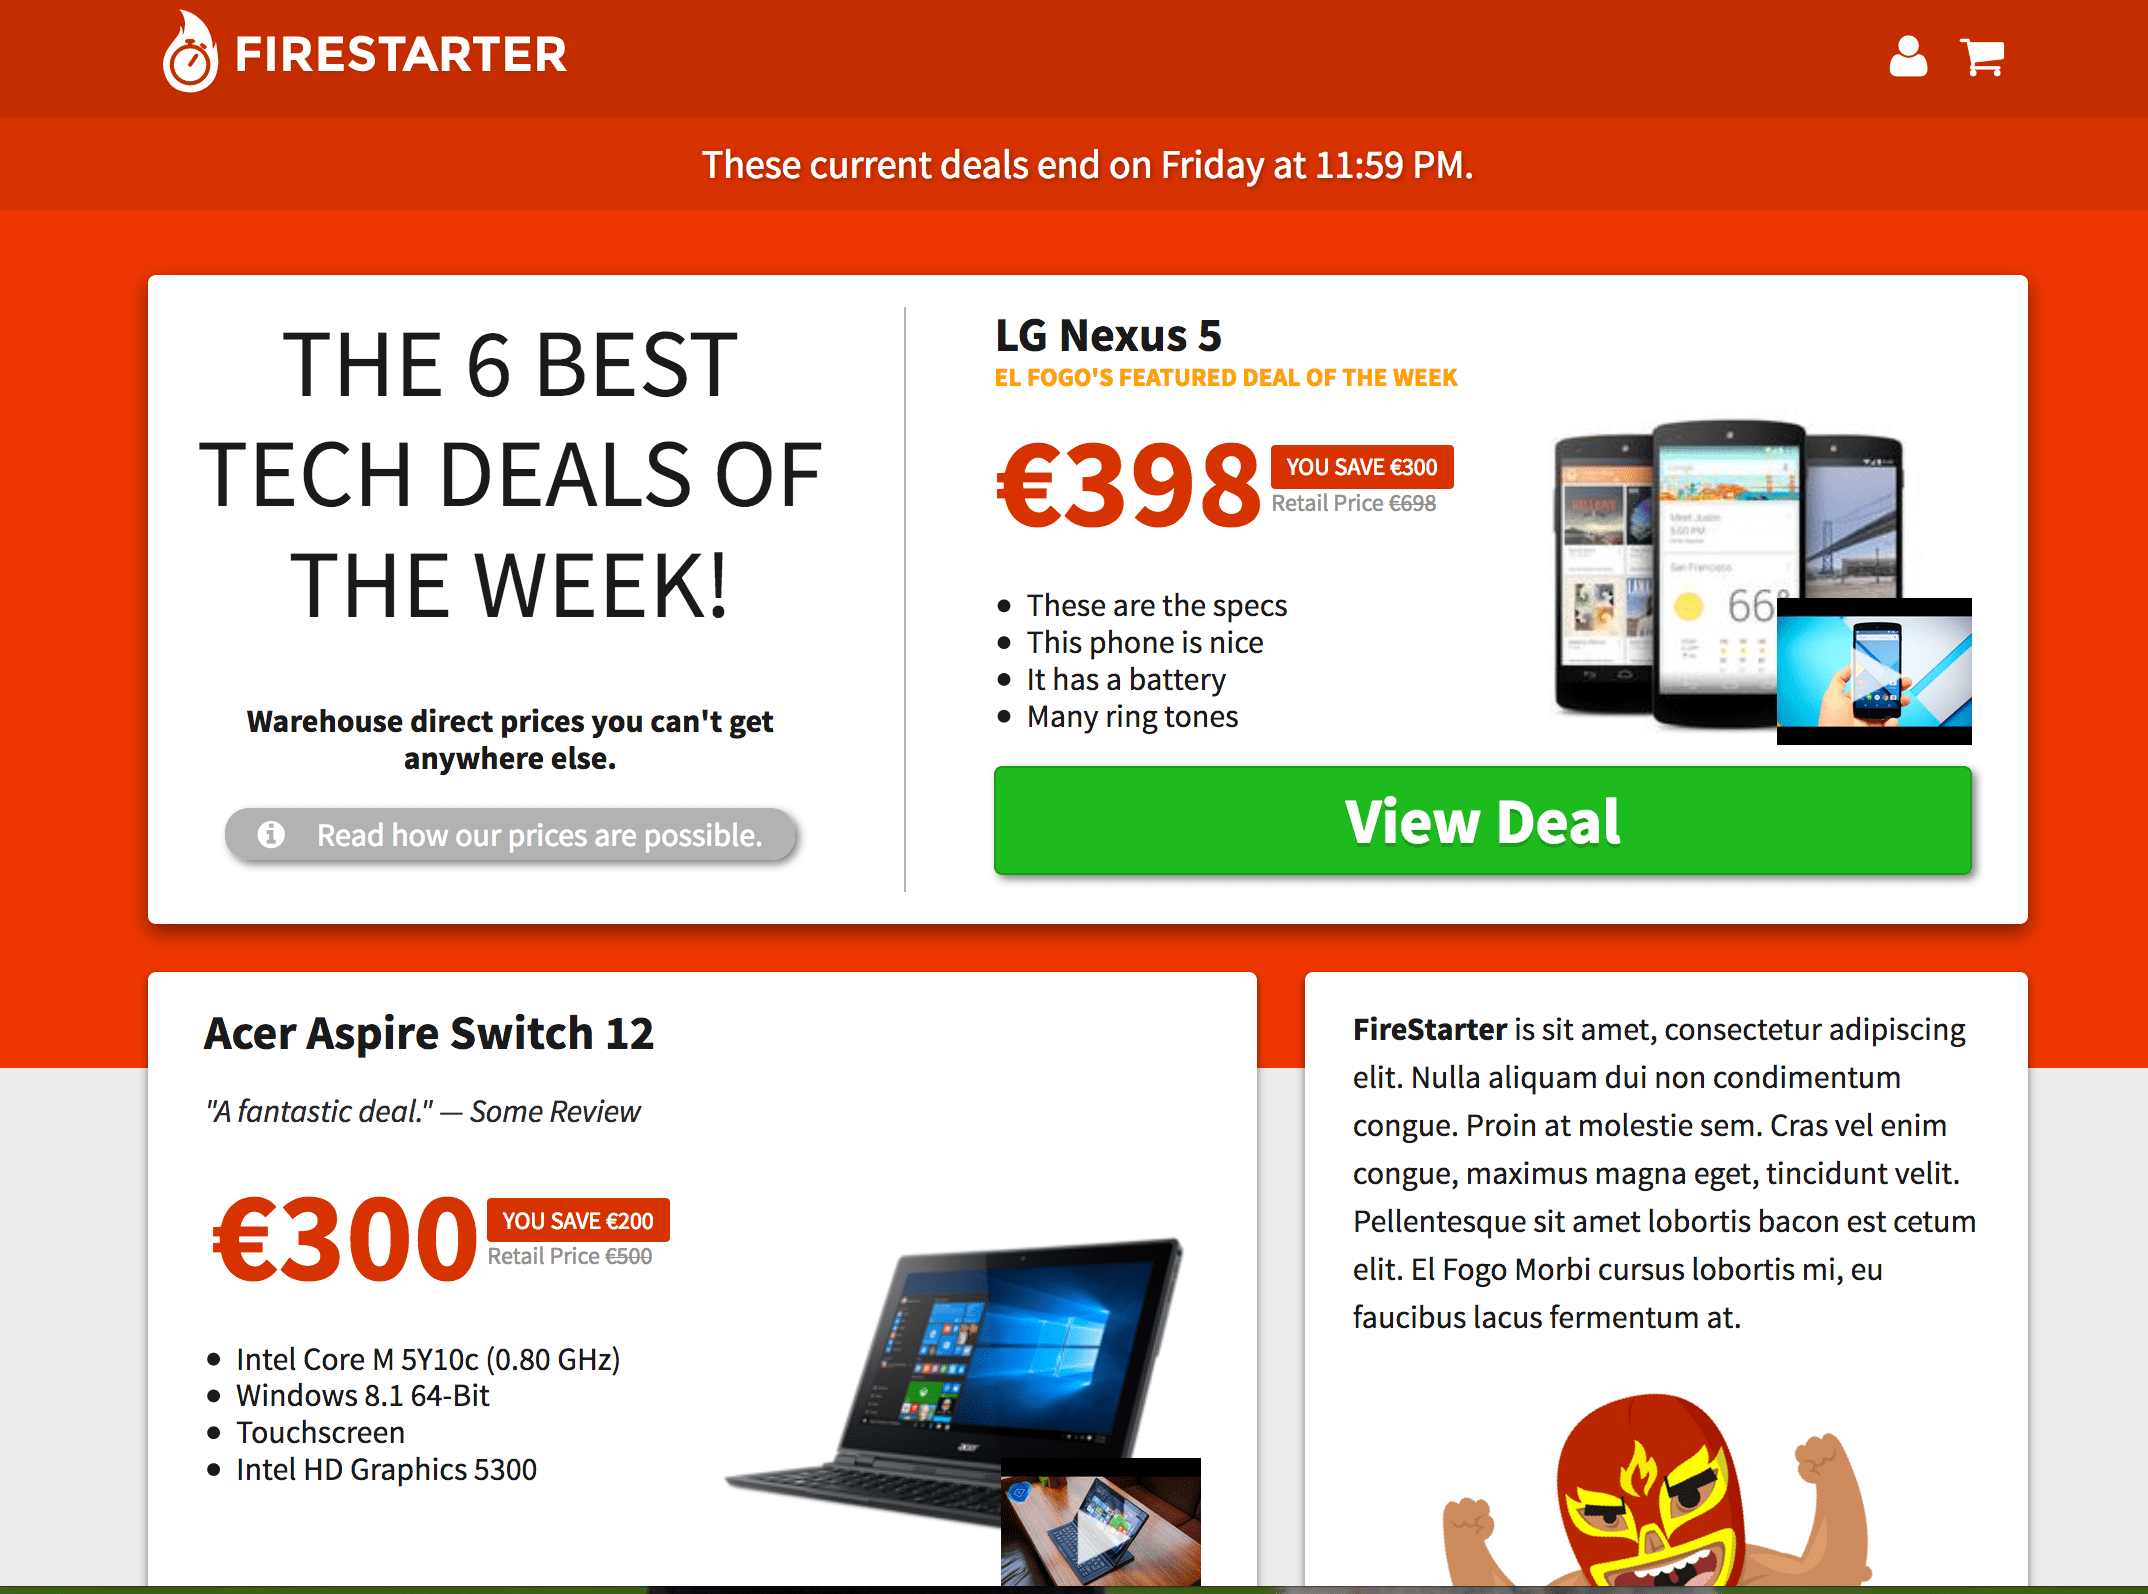 FIRESTARTER
These current deals end on Friday at 11:59 PM.
THE 6 BEST
TECH DEALS OF
THE WEEK!
Warehouse direct prices you can't get
anywhere else.
Read how our prices are possible.
LG Nexus 5
EL FOGO'S FEATURED DEAL OF THE WEEK
€398
YOU SAVE €300
Retail Price €698
These are the specs
This phone is nice
It has a battery
Many ring tones
San Francisco
66°
View Deal
Acer Aspire Switch 12
"A fantastic deal." — Some Review
€300
YOU SAVE €200
Retail Price €500
Intel Core M 5Y10c (0.80 GHz)
Windows 8.1 64-Bit
Touchscreen
Intel HD Graphics 5300
acer
FireStarter is sit amet, consectetur adipiscing
elit. Nulla aliquam dui non condimentum
congue. Proin at molestie sem. Cras vel enim
congue, maximus magna eget, tincidunt velit.
Pellentesque sit amet lobortis bacon est cetum
elit. El Fogo Morbi cursus lobortis mi, eu
faucibus lacus fermentum at.